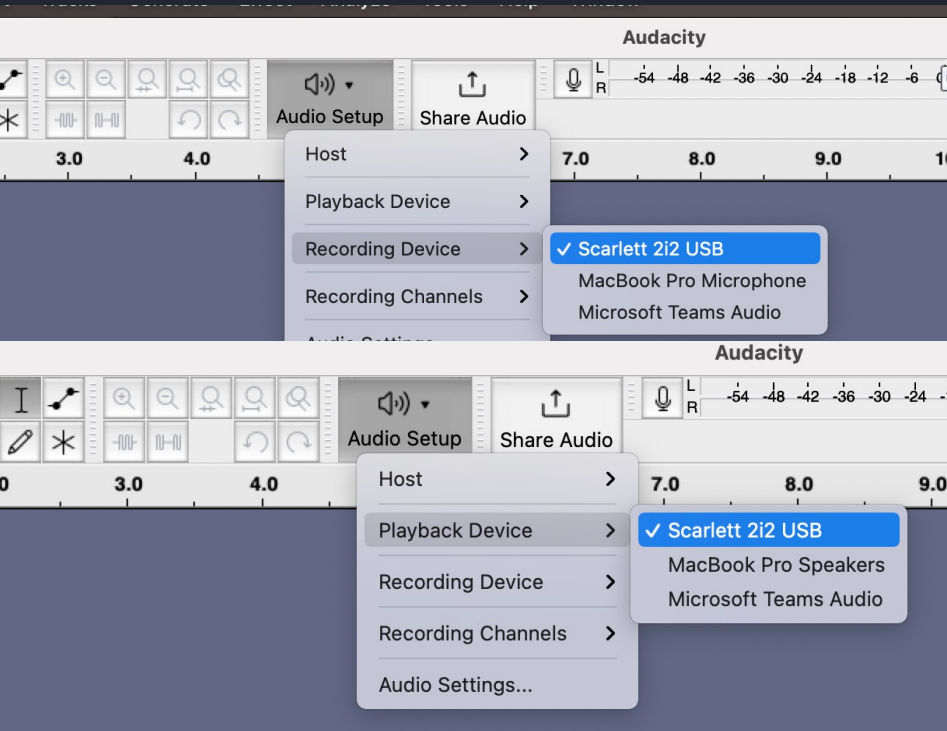 Audacity
L
R
-54 -48 -42 -36 -30 -24 -18 -12 -6
Audio Setup
Share Audio
3.0 4.0 7.0 8.0 9.0
Host
Playback Device
Recording Device
Scarlett 2i2 USB
MacBook Pro Microphone
Microsoft Teams Audio
Recording Channels
Audacity
L
R
-54 -48 -42 -36 -30 -24
Audio Setup
Share Audio
0 3.0 4.0 7.0 8.0 9.0
Host
Playback Device
Scarlett 2i2 USB
MacBook Pro Speakers
Microsoft Teams Audio
Recording Device
Recording Channels
Audio Settings...